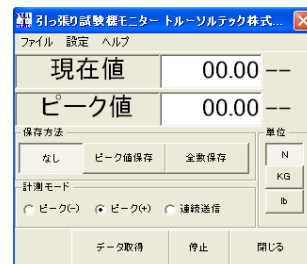 引っ張り試験機モニター トルーソルテック株式...
ファイル 設定 ヘルプ
現在値 00.00 --
ピーク値 00.00 --
保存方法 単位
なし ピーク値保存 全数保存 N
KG
計測モード
ピーク(-) ピーク(+) 連続送信 lb
データ取得 停止 閉じる